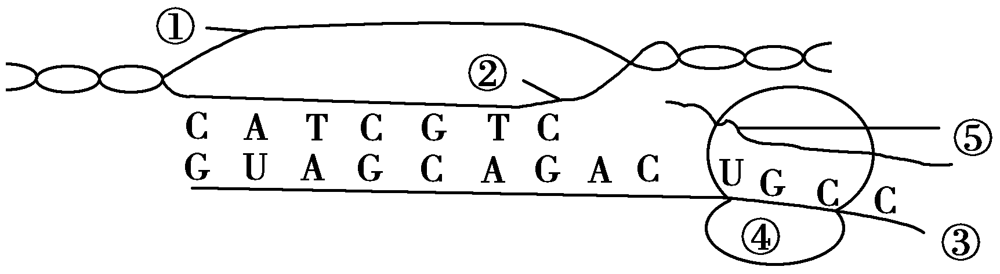 ①
②
C A T C G T C
⑤
G U A G C A G A C U G C C
④ ③